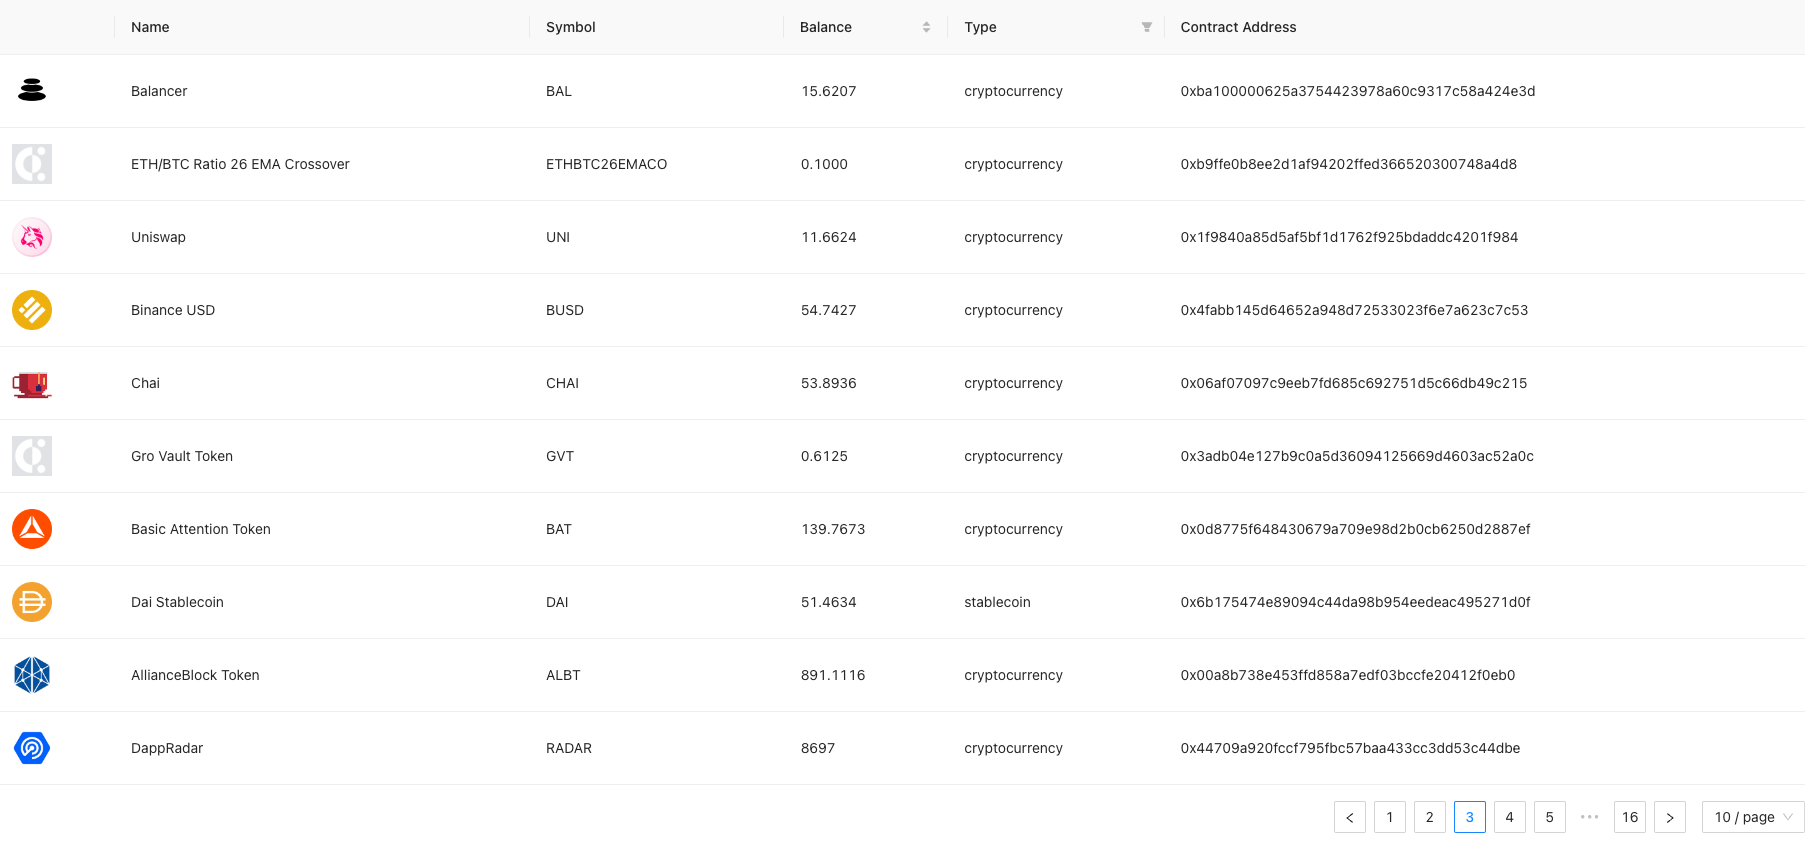 Name Symbol Balance Type Contract Address
Balancer BAL 15.6207 cryptocurrency 0xba100000625a3754423978a60c9317c58a424e3d
ETH/BTC Ratio 26 EMA Crossover ETHBTC26EMACO 0.1000 cryptocurrency 0xb9ffe0b8ee2d1af94202ffed366520300748a4d8
Uniswap UNI 11.6624 cryptocurrency 0x1f9840a85d5af5bf1d1762f925bdaddc4201f984
Binance USD BUSD 54.7427 cryptocurrency 0x4fabb145d64652a948d72533023f6e7a623c7c53
Chai CHAI 53.8936 cryptocurrency 0x06af07097c9eeb7fd685c692751d5c66db49c215
Gro Vault Token GVT 0.6125 cryptocurrency 0x3adb04e127b9c0a5d36094125669d4603ac52a0c
Basic Attention Token BAT 139.7673 cryptocurrency 0x0d8775f648430679a709e98d2b0cb6250d2887ef
Dai Stablecoin DAI 51.4634 stablecoin 0x6b175474e89094c44da98b954eedeac495271d0f
AllianceBlock Token ALBT 891.1116 cryptocurrency 0x00a8b738e453ffd858a7edf03bccfe20412f0eb0
DappRadar RADAR 8697 cryptocurrency 0x44709a920fccf795fbc57baa433cc3dd53c44dbe
< 1 2 3 4 5 ••• 16 > 10 / page